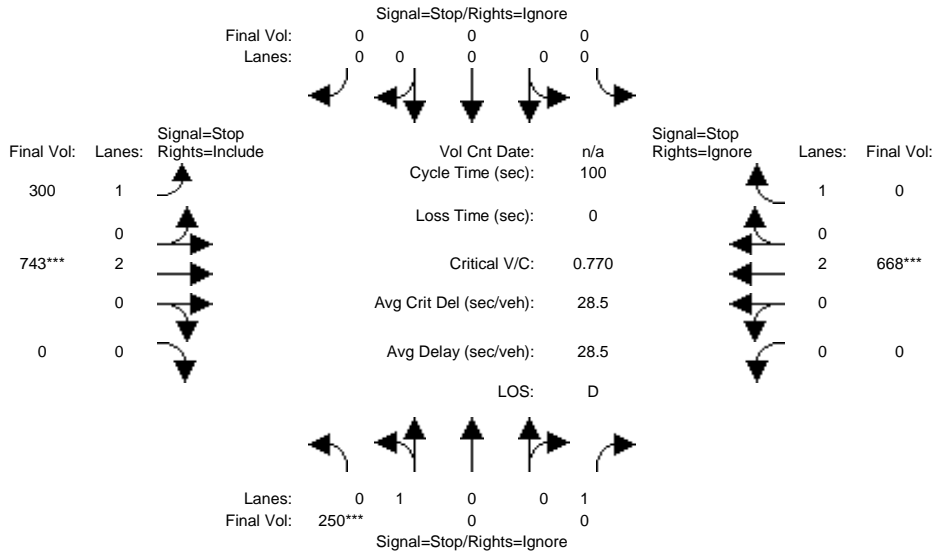 Signal=Stop/Rights=Ignore
Final Vol: 0 0 0
Lanes: 0 0 0 0 0
Signal=Stop
Final Vol: Lanes: Rights=Include
Vol Cnt Date: n/a
Signal=Stop
Rights=Ignore Lanes: Final Vol:
Cycle Time (sec): 100
300 1
1 0
Loss Time (sec): 0
0
0
743*** 2
Critical V/C: 0.770
2 668***
0
Avg Crit Del (sec/veh): 28.5
0
0 0
Avg Delay (sec/veh): 28.5
0 0
LOS: D
Lanes: 0 1 0 0 1
Final Vol: 250*** 0 0
Signal=Stop/Rights=Ignore